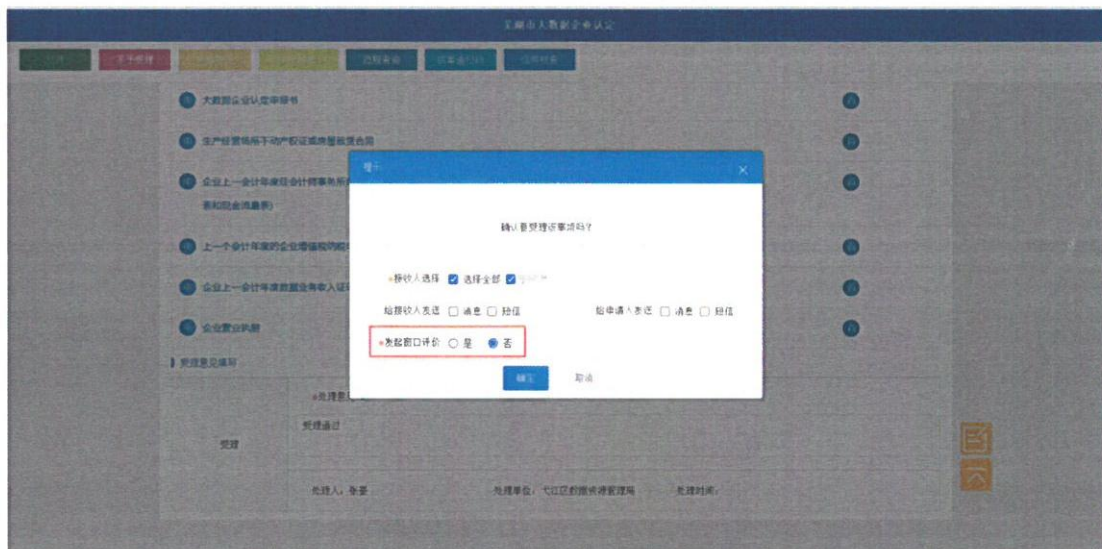 芜湖市大数据企业认定
不予受理
大数据企业认定申报书
生产经营场所不动产权证或房屋租赁合同
企业上一会计年度经会计师事务所
表和现金流量表)
上一个会计年度的企业增值税纳税
企业上一会计年度数据业务收入证
企业营业执照
提示
确认要受理该事项吗?
*接收人选择 选择全部
给接收人发送 消息 短信 给申请人发送 消息 短信
*发起窗口评价 是 否
确定 取消
受理意见填写
*处理意
受理通过
受理
处理人: 张晏 处理单位: 弋江区数据资源管理局 处理时间: